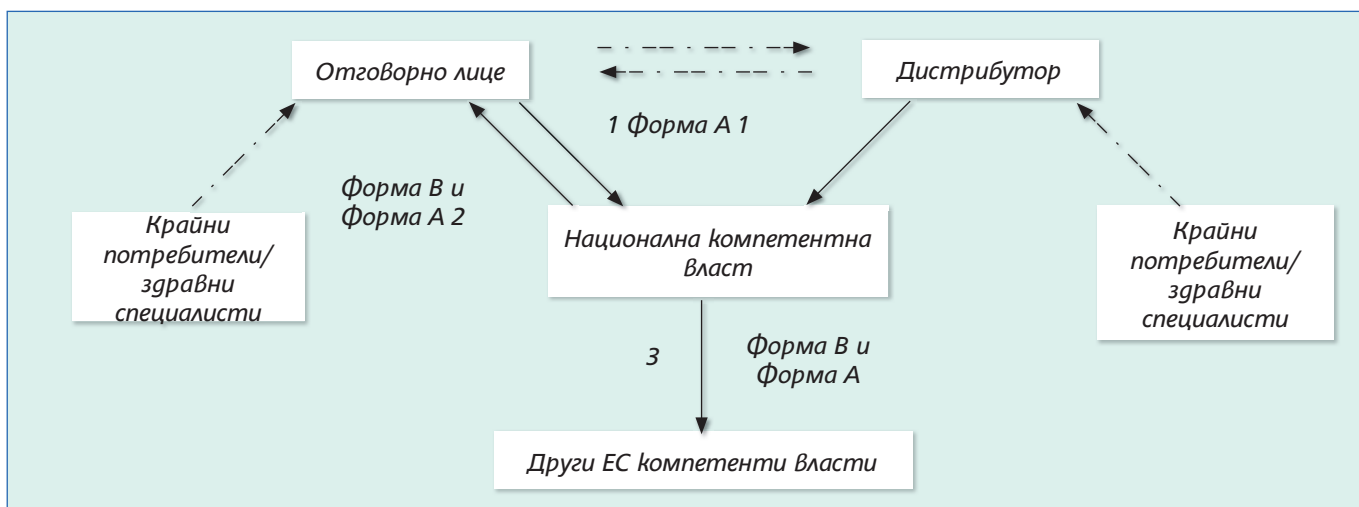 Отговорно лице
Дистрибутор
1 Форма А 1
Форма В и
Форма А 2
Крайни
потребители/
здравни
специалисти
Национална компетентна
власт
Крайни
потребители/
здравни
специалисти
3
Форма В и
Форма А
Други ЕС компетенти власти